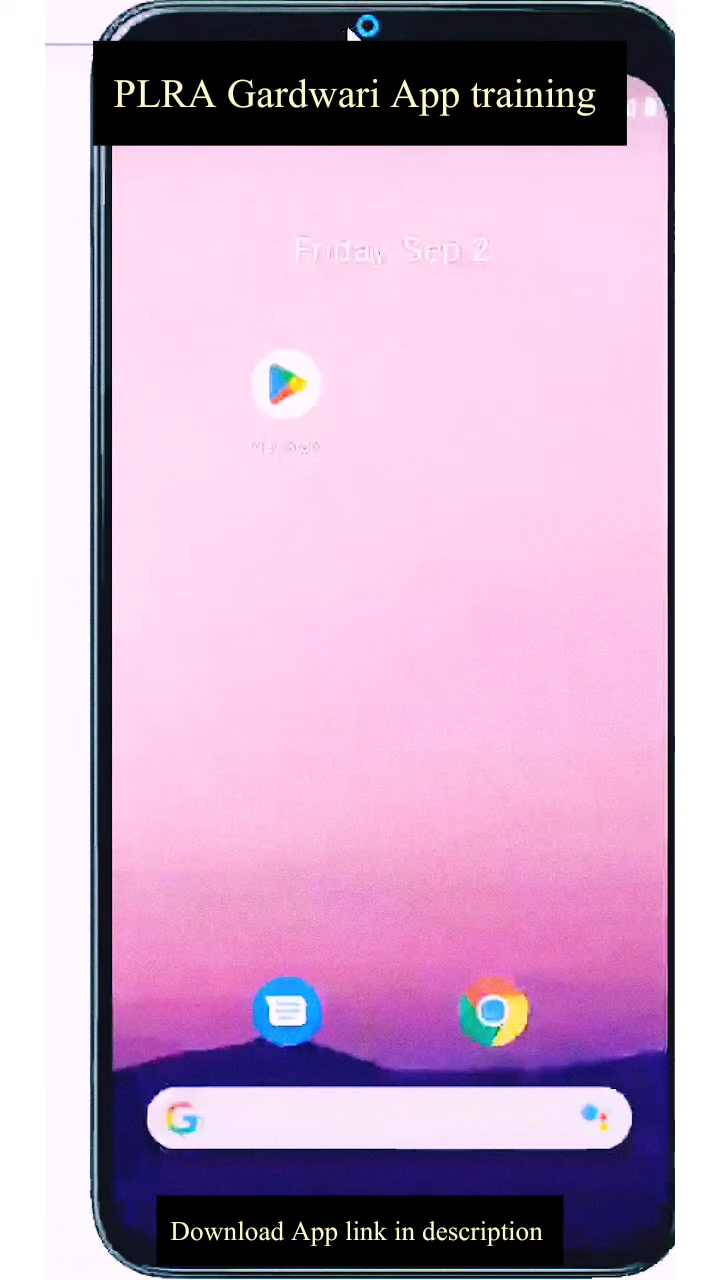 PLRA Gardwari App training
Friday, Sep 2
Download App link in description